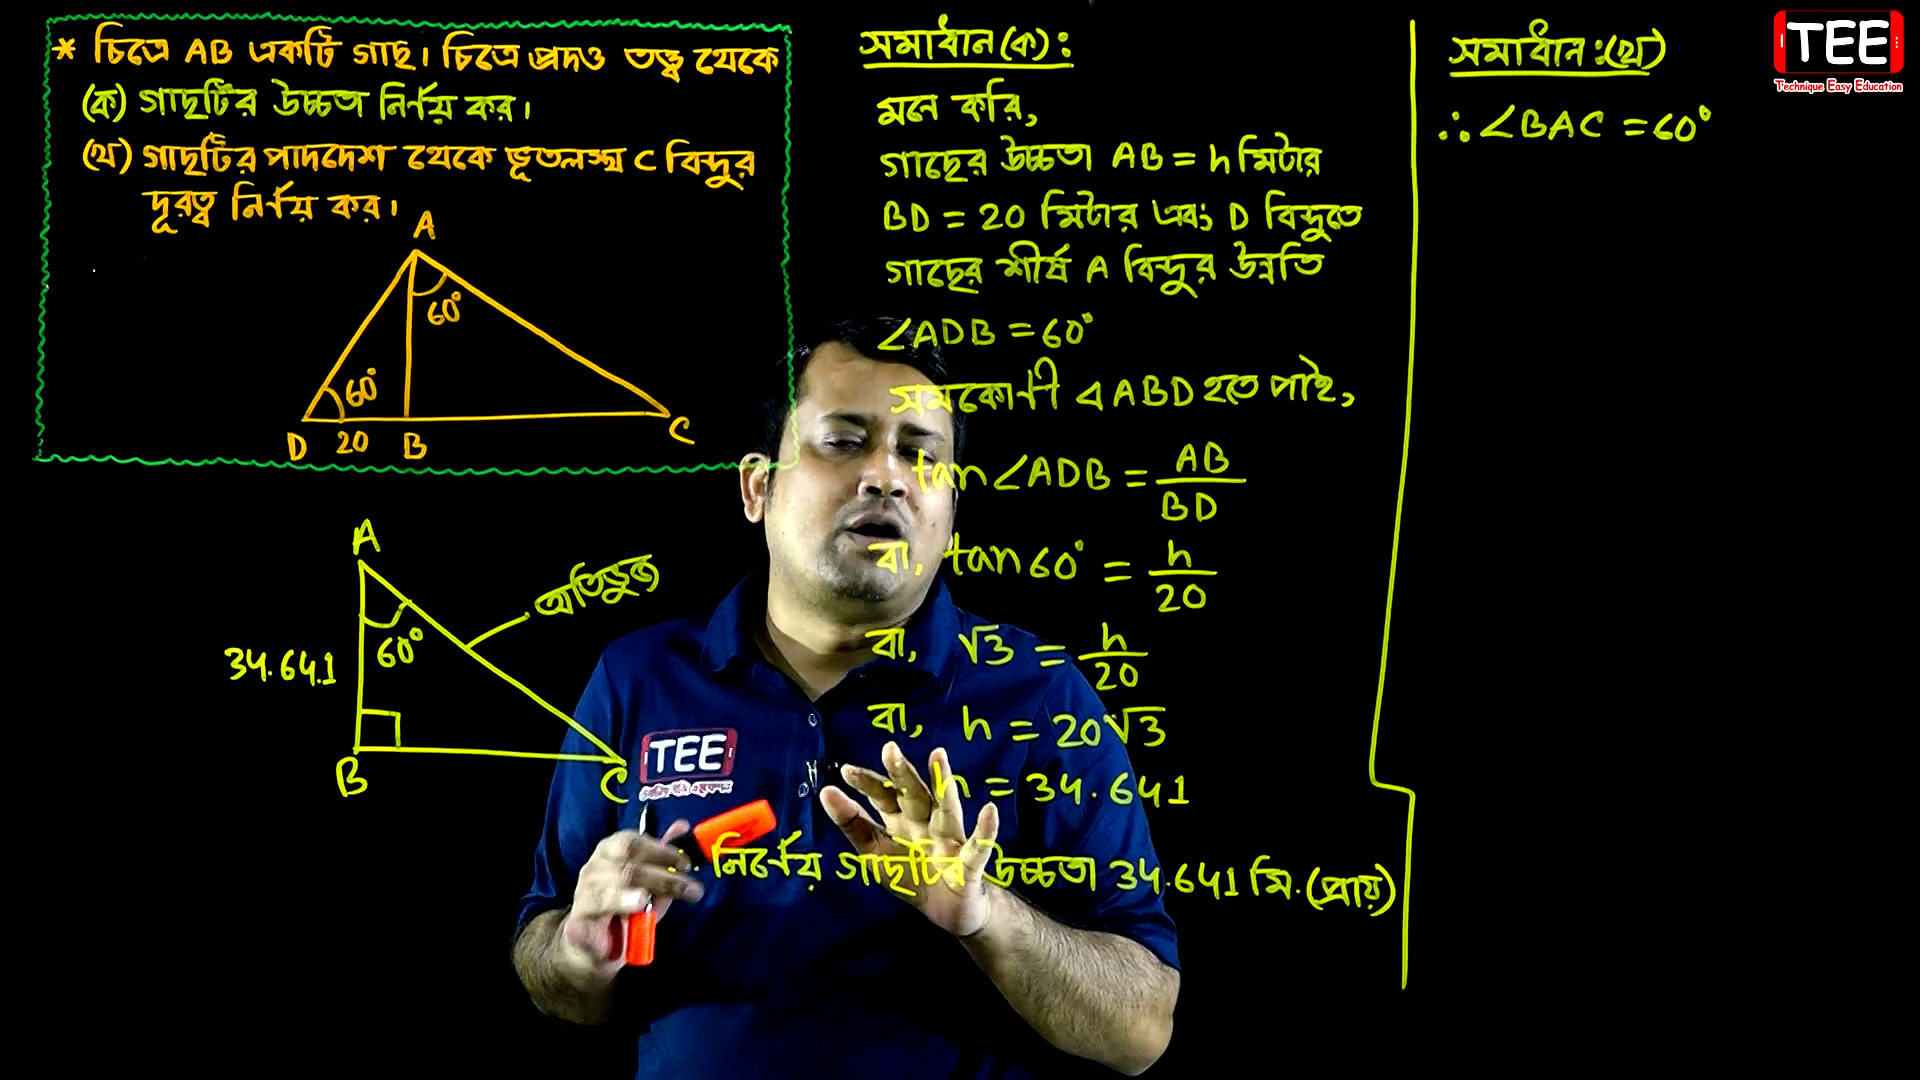 * চিত্রে AB একটি গাছ। চিত্রে প্রদত্ত তত্ত্ব থেকে
(ক) গাছটির উচ্চতা নির্ণয় কর।
(খ) গাছটির পাদদেশ থেকে ভূতলস্থ C বিন্দুর
দূরত্ব নির্ণয় কর।
A
60°
60°
D 20 B C
A
অতিভুজ
60°
34.641
B C
সমাধান (ক):
মনে করি,
গাছের উচ্চতা AB = h মিটার
BD = 20 মিটার এবং D বিন্দুতে
গাছের শীর্ষ A বিন্দুর উন্নতি
∠ADB = 60°
সমকোণী ⊿ ABD হতে পাই,
tan∠ADB = AB/BD
বা, tan60° = h/20
বা, √3 = h/20
বা, h = 20√3
∴ h = 34.641
∴ নির্ণেয় গাছটির উচ্চতা 34.641 মি. (প্রায়)
সমাধান:(খ)
∴ ∠BAC = 60°
TEE
Technique Easy Education
TEE